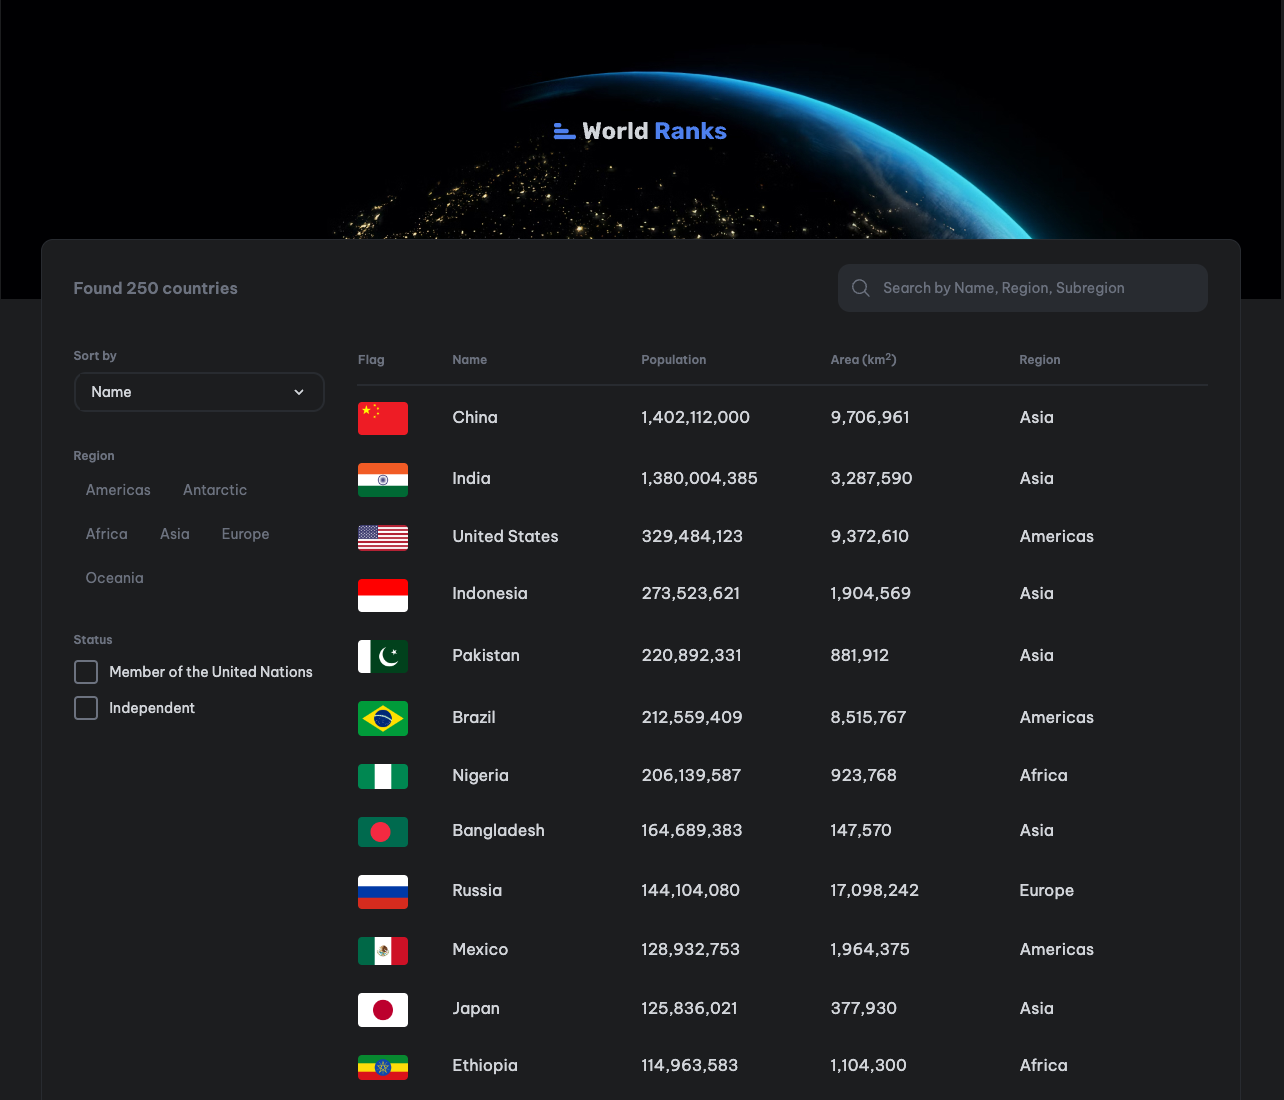 World Ranks
Found 250 countries
Search by Name, Region, Subregion
Sort by
Name
Region
Americas Antarctic
Africa Asia Europe
Oceania
Status
Member of the United Nations
Independent
Flag Name Population Area (km²) Region
China 1,402,112,000 9,706,961 Asia
India 1,380,004,385 3,287,590 Asia
United States 329,484,123 9,372,610 Americas
Indonesia 273,523,621 1,904,569 Asia
Pakistan 220,892,331 881,912 Asia
Brazil 212,559,409 8,515,767 Americas
Nigeria 206,139,587 923,768 Africa
Bangladesh 164,689,383 147,570 Asia
Russia 144,104,080 17,098,242 Europe
Mexico 128,932,753 1,964,375 Americas
Japan 125,836,021 377,930 Asia
Ethiopia 114,963,583 1,104,300 Africa